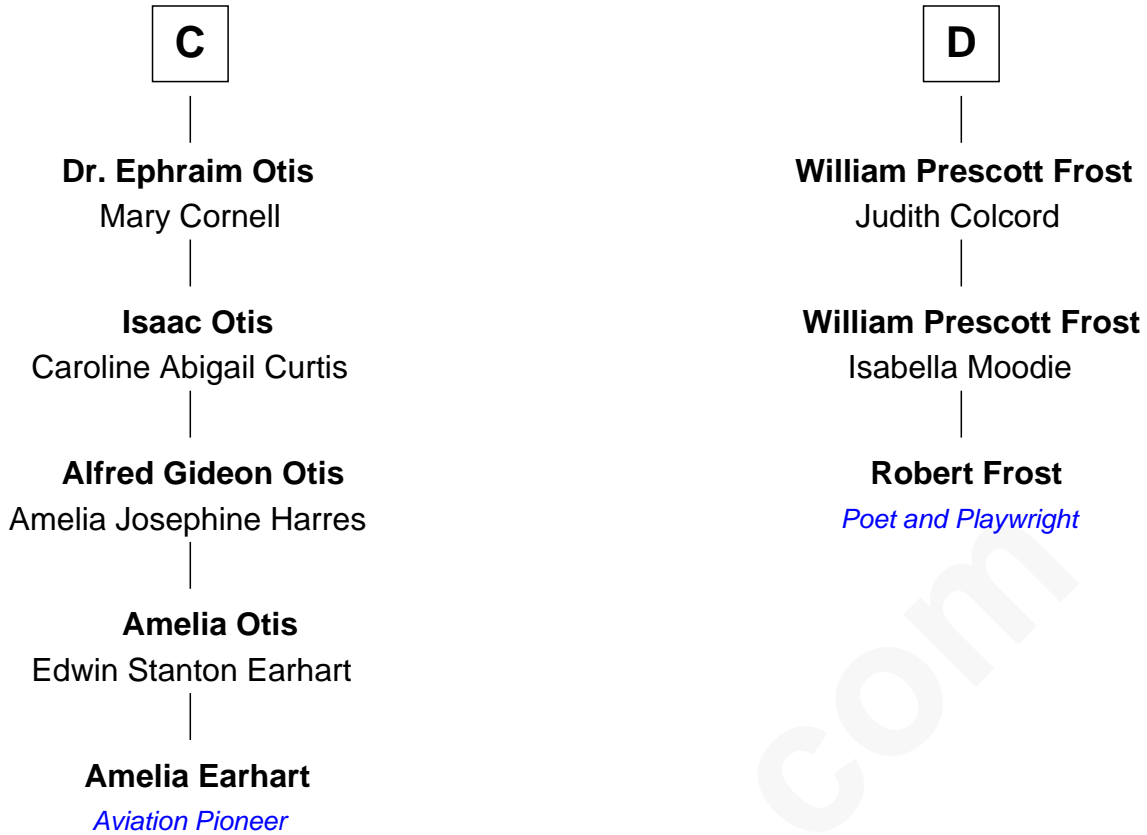 C
Dr. Ephraim Otis
Mary Cornell
Isaac Otis
Caroline Abigail Curtis
Alfred Gideon Otis
Amelia Josephine Harres
Amelia Otis
Edwin Stanton Earhart
Amelia Earhart
Aviation Pioneer
D
William Prescott Frost
Judith Colcord
William Prescott Frost
Isabella Moodie
Robert Frost
Poet and Playwright
com